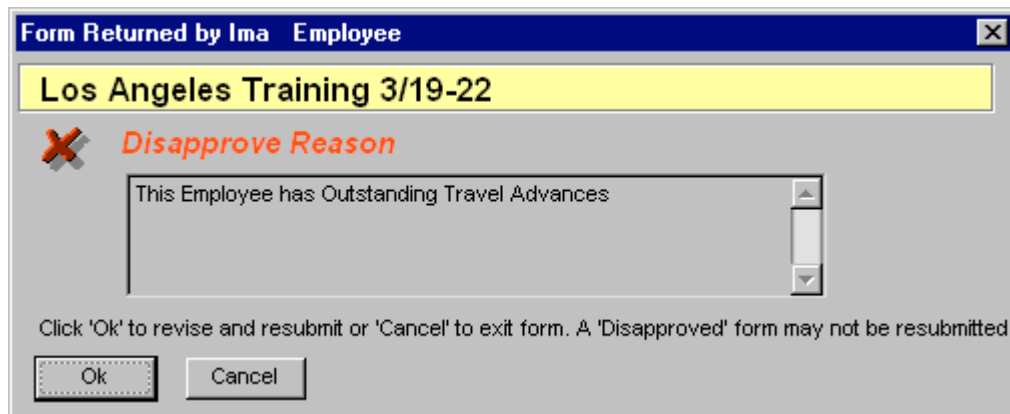 Form Returned by Ima Employee
Los Angeles Training 3/19-22
Disapprove Reason
This Employee has Outstanding Travel Advances
Click 'Ok' to revise and resubmit or 'Cancel' to exit form. A 'Disapproved' form may not be resubmitted
Ok
Cancel